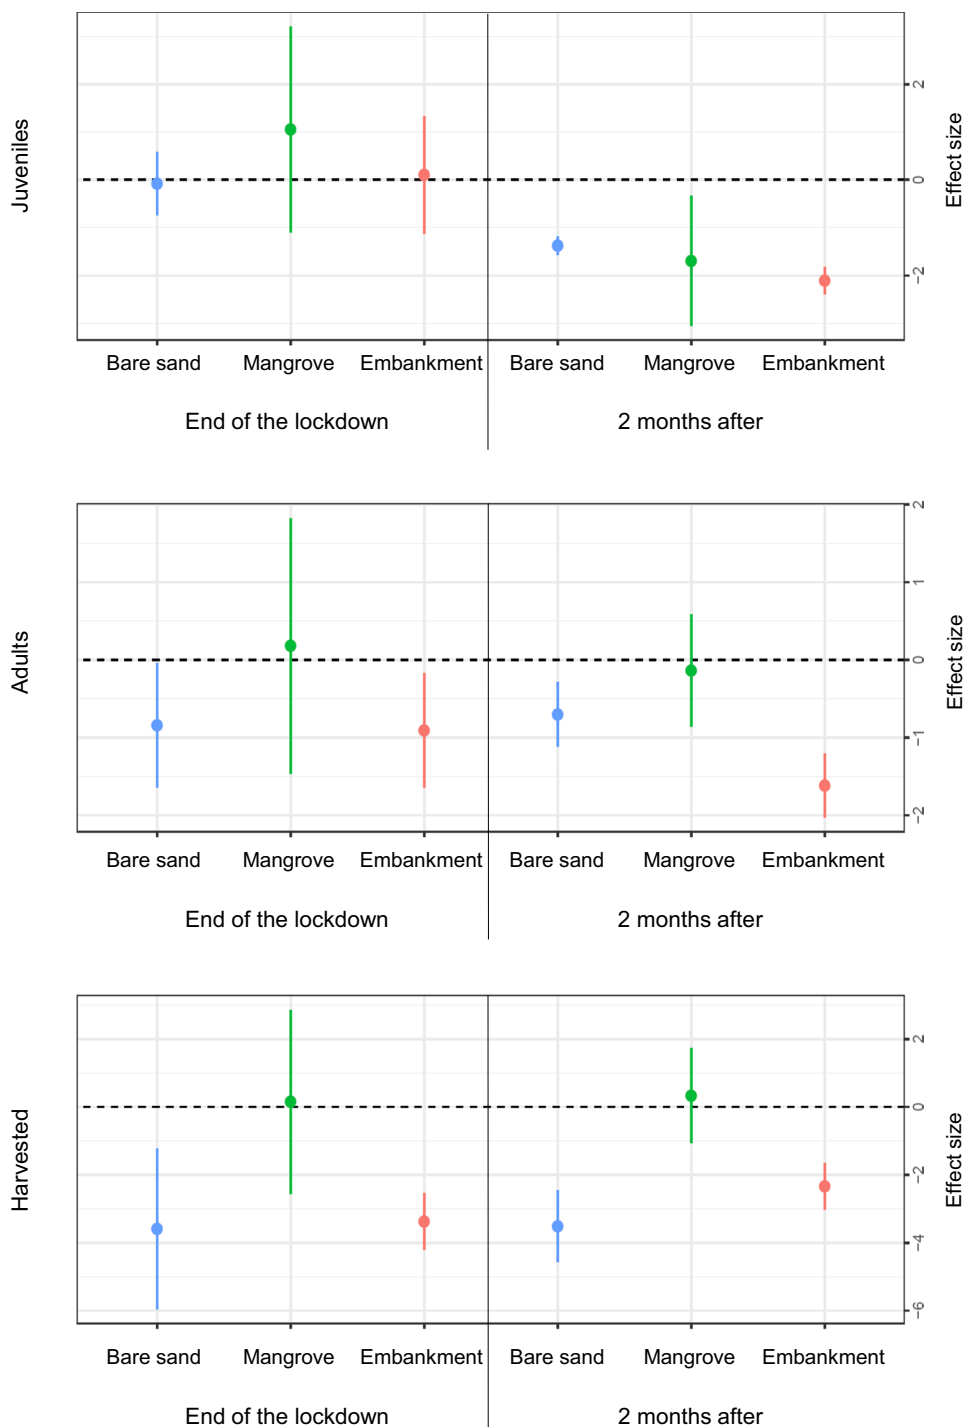 Juveniles
2
0
−2
Effect size
Bare sand Mangrove Embankment Bare sand Mangrove Embankment
End of the lockdown 2 months after
Adults
2
1
0
−1
−2
Effect size
Bare sand Mangrove Embankment Bare sand Mangrove Embankment
End of the lockdown 2 months after
Harvested
2
0
−2
−4
−6
Effect size
Bare sand Mangrove Embankment Bare sand Mangrove Embankment
End of the lockdown 2 months after